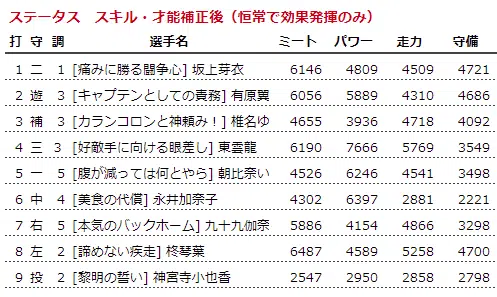 ステータス　スキル・才能補正後（恒常で効果発揮のみ）
打 守 調 選手名 ミート パワー 走力 守備
1 二 1 [痛みに勝る闘争心] 坂上芽衣 6146 4809 4509 4721
2 遊 3 [キャプテンとしての責務] 有原翼 6056 5889 4310 4686
3 補 3 [カランコロンと神頼み！] 椎名ゆ 4655 3936 4718 4092
4 三 3 [好敵手に向ける眼差し] 東雲龍 6190 7666 5769 3549
5 一 5 [腹が減っては何とやら] 朝比奈い 4526 6246 4541 3498
6 中 4 [美食の代償] 永井加奈子 4302 6397 2881 2221
7 右 5 [本気のバックホーム] 九十九伽奈 5886 4154 4866 3298
8 左 2 [諦めない疾走] 柊琴葉 6487 4589 5258 4700
9 投 2 [黎明の誓い] 神宮寺小也香 2547 2950 2858 2798